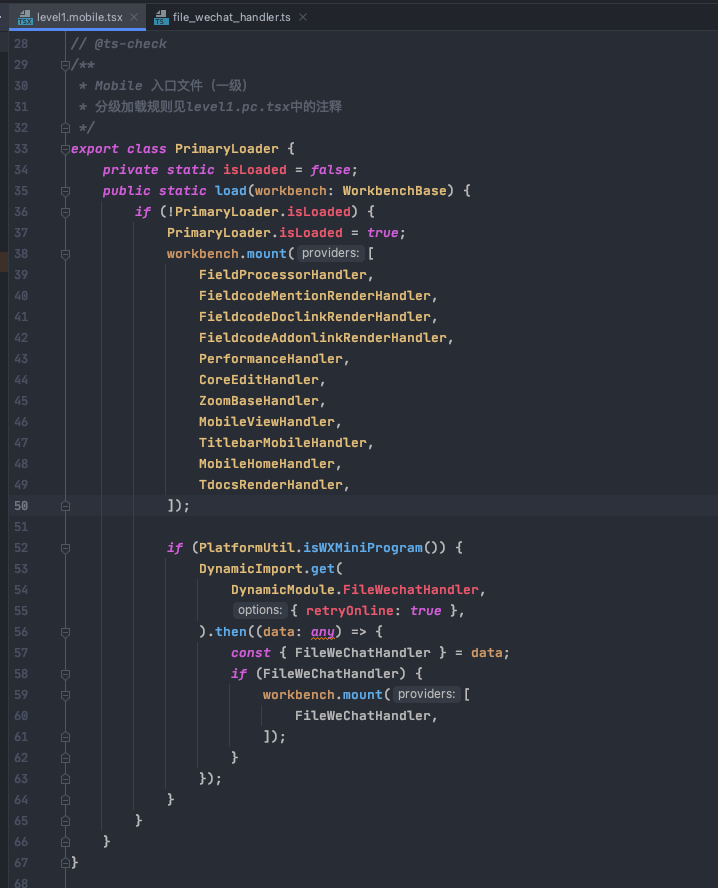 level1.mobile.tsx × file_wechat_handler.ts ×
28 // @ts-check
29 /**
30  * Mobile 入口文件（一级）
31  * 分级加载规则见level1.pc.tsx中的注释
32  */
33 export class PrimaryLoader {
34     private static isLoaded = false;
35     public static load(workbench: WorkbenchBase) {
36         if (!PrimaryLoader.isLoaded) {
37             PrimaryLoader.isLoaded = true;
38             workbench.mount( providers: [
39                 FieldProcessorHandler,
40                 FieldcodeMentionRenderHandler,
41                 FieldcodeDoclinkRenderHandler,
42                 FieldcodeAddonlinkRenderHandler,
43                 PerformanceHandler,
44                 CoreEditHandler,
45                 ZoomBaseHandler,
46                 MobileViewHandler,
47                 TitlebarMobileHandler,
48                 MobileHomeHandler,
49                 TdocsRenderHandler,
50             ]);
51
52             if (PlatformUtil.isWXMiniProgram()) {
53                 DynamicImport.get(
54                     DynamicModule.FileWechatHandler,
55                     options: { retryOnline: true },
56                 ).then((data: any) => {
57                     const { FileWeChatHandler } = data;
58                     if (FileWeChatHandler) {
59                         workbench.mount( providers: [
60                             FileWeChatHandler,
61                         ]);
62                     }
63                 });
64             }
65         }
66     }
67 }
68